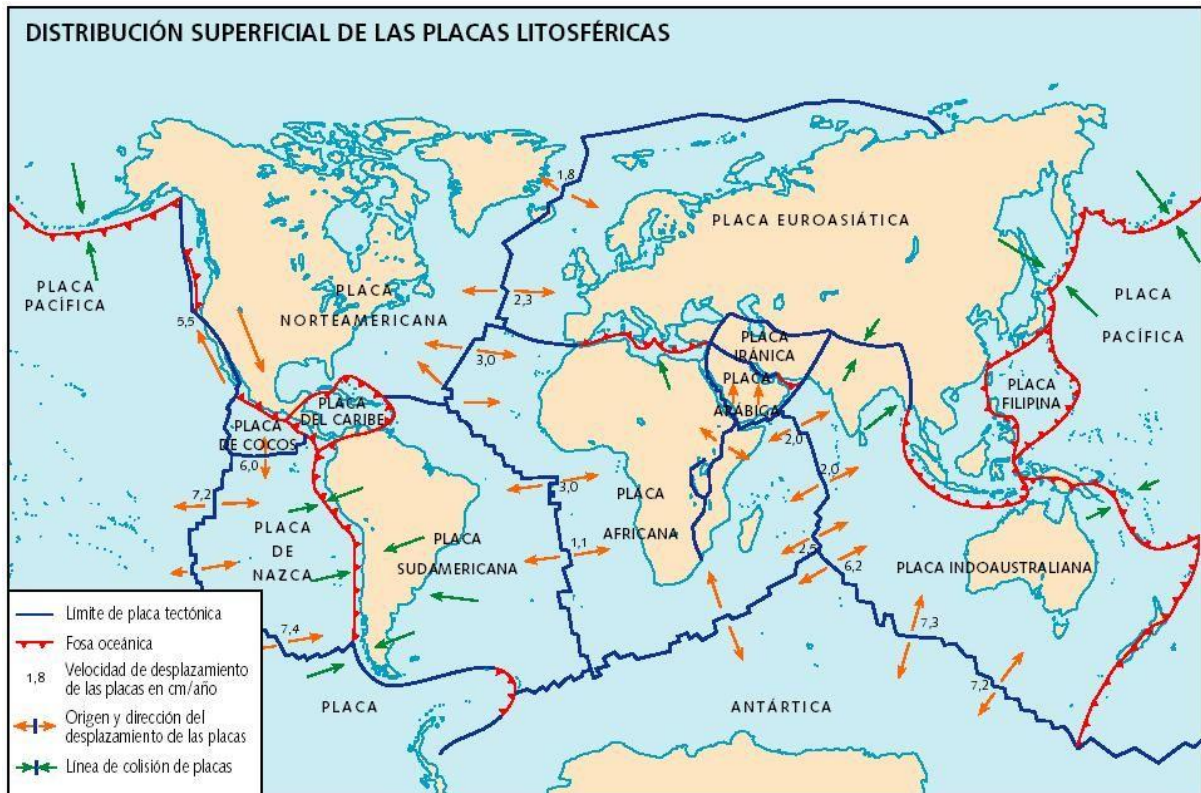 DISTRIBUCIÓN SUPERFICIAL DE LAS PLACAS LITOSFÉRICAS
1,8
PLACA EUROASIÁTICA
PLACA
PACÍFICA
PLACA
NORTEAMERICANA
2,3
PLACA
PACÍFICA
5,5
3,0
PLACA
IRÁNICA
PLACA
ARÁBICA
PLACA
FILIPINA
PLACA
DEL CARIBE
PLACA
DE COCOS
6,0
2,0
2,0
7,2
3,0
PLACA
AFRICANA
PLACA
DE
NAZCA
PLACA
SUDAMERICANA
1,1
2,5
6,2
PLACA INDOAUSTRALIANA
7,4
7,3
7,2
PLACA
ANTÁRTICA
Límite de placa tectónica
Fosa oceánica
1,8
Velocidad de desplazamiento
de las placas en cm/año
Origen y dirección del
desplazamiento de las placas
Línea de colisión de placas